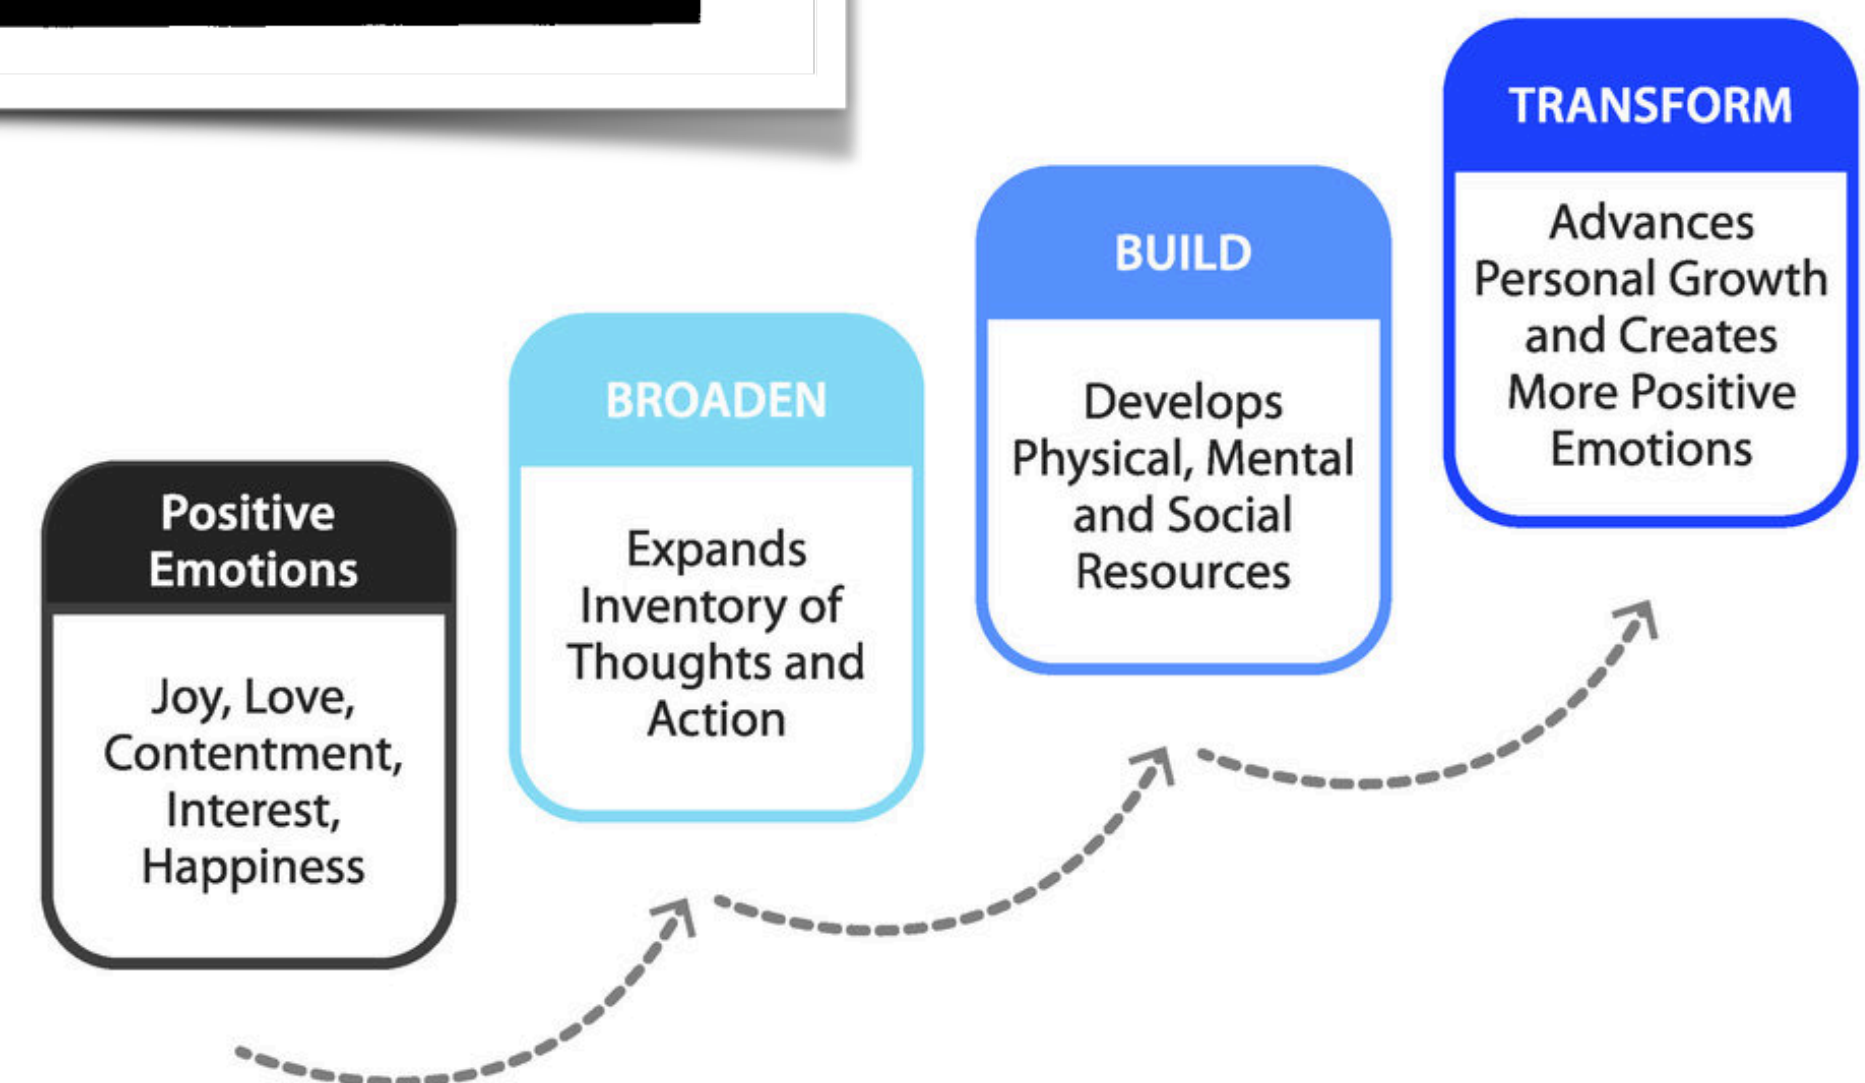 Positive
Emotions
Joy, Love,
Contentment,
Interest,
Happiness
BROADEN
Expands
Inventory of
Thoughts and
Action
BUILD
Develops
Physical, Mental
and Social
Resources
TRANSFORM
Advances
Personal Growth
and Creates
More Positive
Emotions